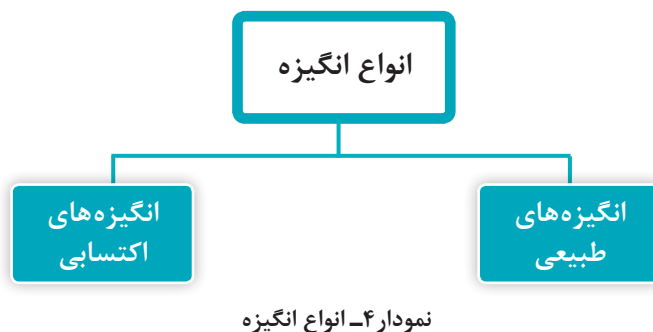 انواع انگیزه
انگیزه‌های
طبیعی
انگیزه‌های
اکتسابی
نمودار۴ـ انواع انگیزه